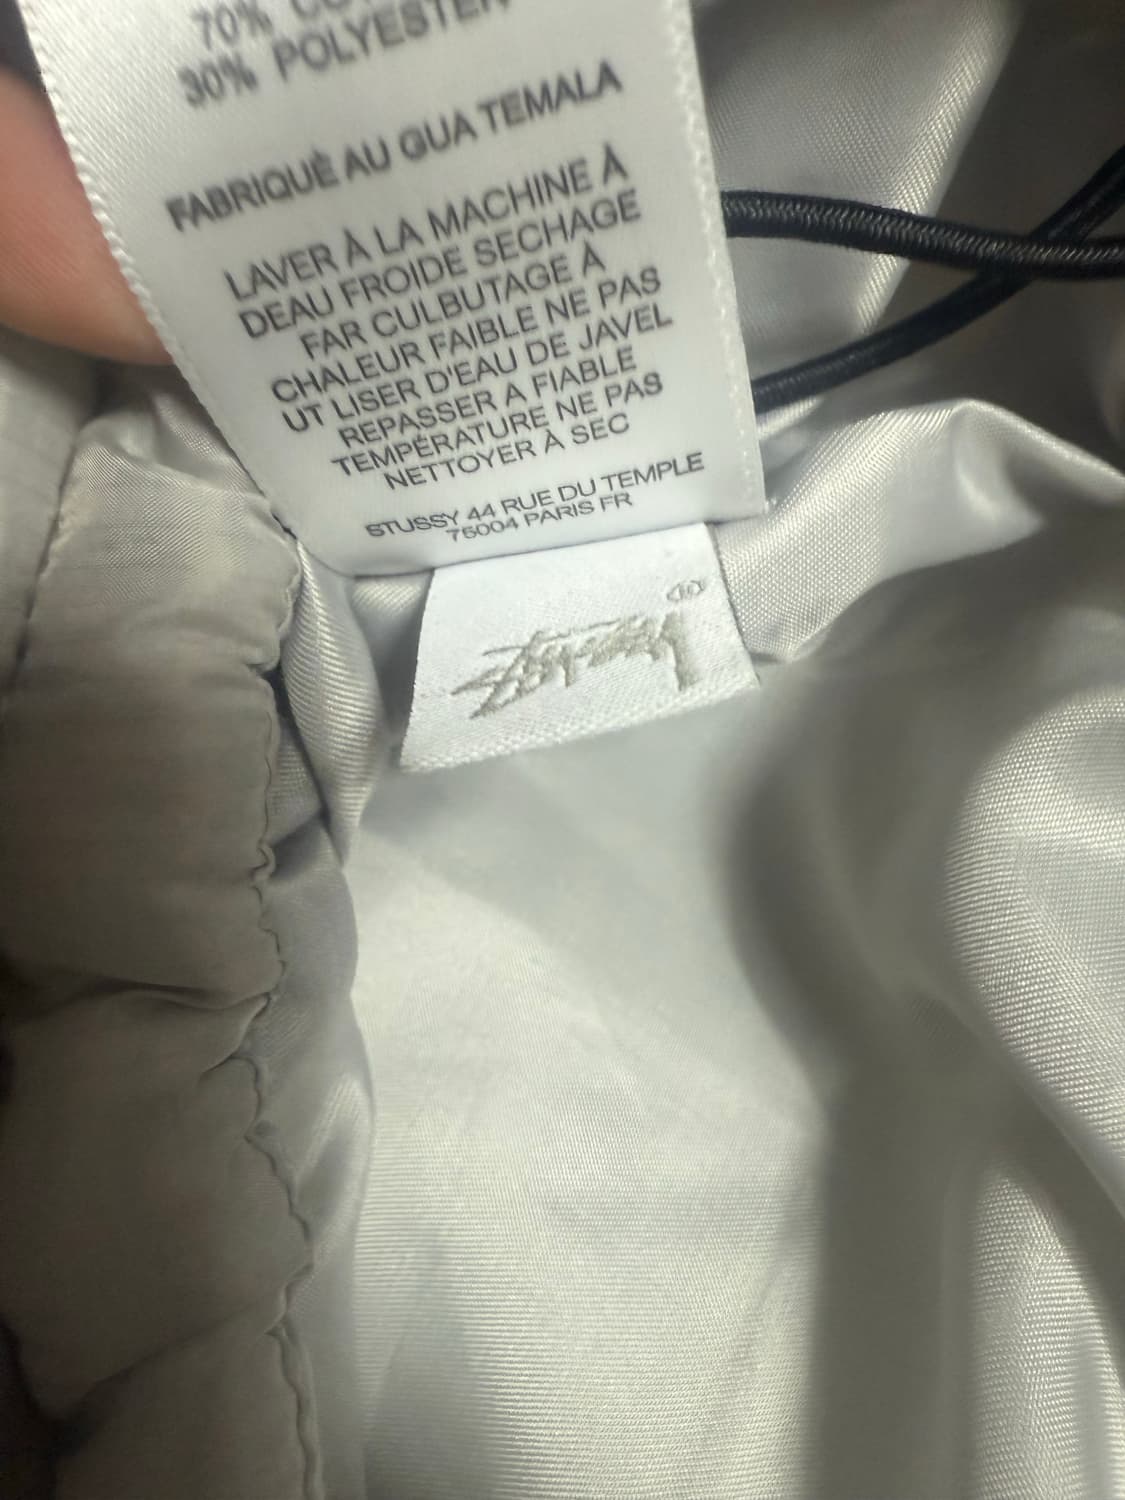 70%
30% POLYESTER
FABRIQUÈ AU GUA TEMALA
LAVER À LA MACHINE À
DEAU FROIDE SECHAGE
FAR CULBUTAGE À
CHALEUR FAIBLE NE PAS
UT LISER D'EAU DE JAVEL
REPASSER A FIABLE
TEMPÉRATURE NE PAS
NETTOYER À SEC
STUSSY 44 RUE DU TEMPLE
75004 PARIS FR
Stüssy